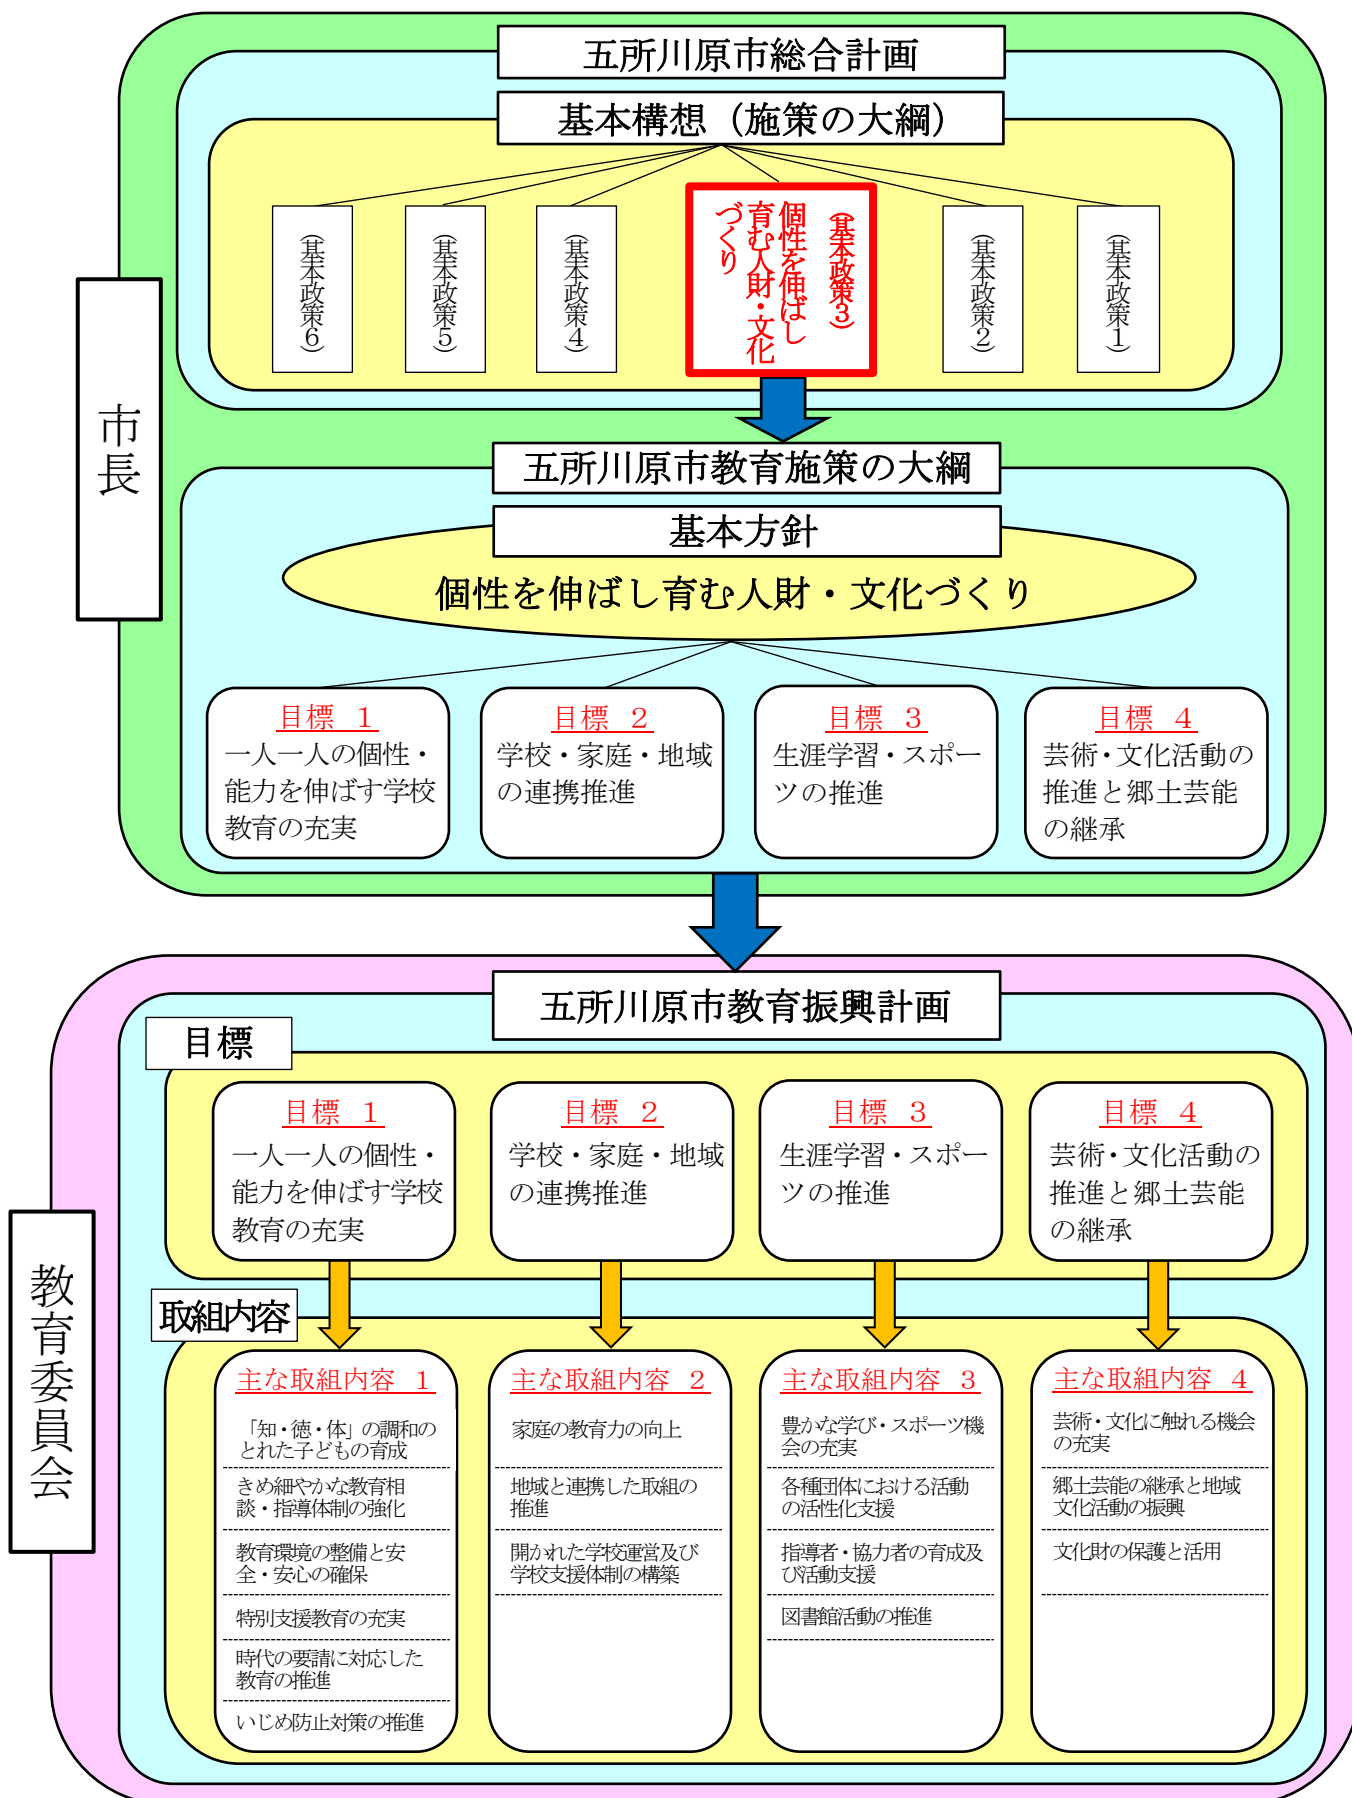 五所川原市総合計画
基本構想（施策の大綱）
（基本政策１）
（基本政策２）
（基本政策３）
個性を伸ばし
育む人財・文化
づくり
（基本政策４）
（基本政策５）
（基本政策６）
市長
五所川原市教育施策の大綱
基本方針
個性を伸ばし育む人財・文化づくり
目標　１
一人一人の個性・
能力を伸ばす学校
教育の充実
目標　２
学校・家庭・地域
の連携推進
目標　３
生涯学習・スポー
ツの推進
目標　４
芸術・文化活動の
推進と郷土芸能
の継承
五所川原市教育振興計画
目標
目標　１
一人一人の個性・
能力を伸ばす学校
教育の充実
目標　２
学校・家庭・地域
の連携推進
目標　３
生涯学習・スポー
ツの推進
目標　４
芸術・文化活動の
推進と郷土芸能
の継承
教育委員会
取組内容
主な取組内容　１
「知・徳・体」の調和の
とれた子どもの育成
きめ細やかな教育相
談・指導体制の強化
教育環境の整備と安
全・安心の確保
特別支援教育の充実
時代の要請に対応した
教育の推進
いじめ防止対策の推進
主な取組内容　２
家庭の教育力の向上
地域と連携した取組の
推進
開かれた学校運営及び
学校支援体制の構築
主な取組内容　３
豊かな学び・スポーツ機
会の充実
各種団体における活動
の活性化支援
指導者・協力者の育成及
び活動支援
図書館活動の推進
主な取組内容　４
芸術・文化に触れる機会
の充実
郷土芸能の継承と地域
文化活動の振興
文化財の保護と活用